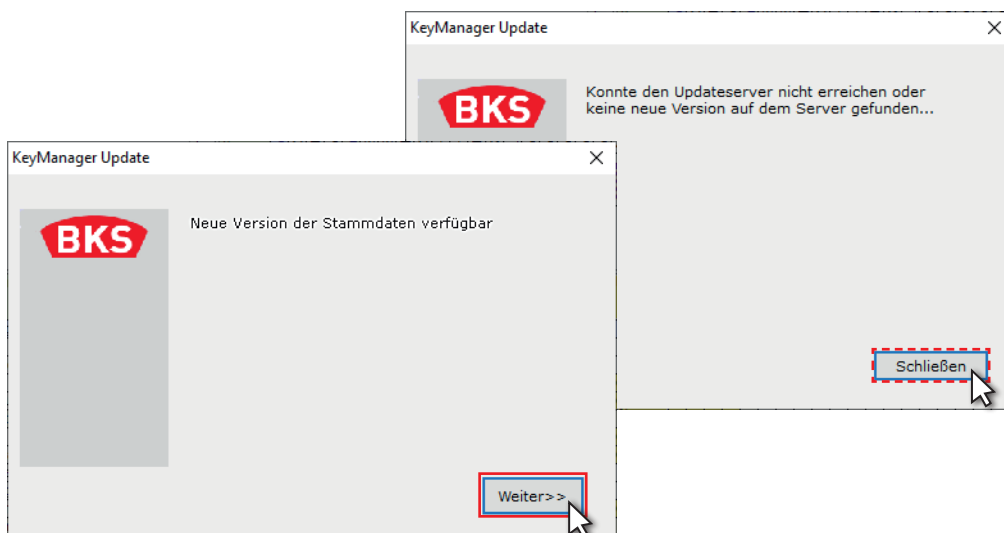 KeyManager Update
BKS
Konnte den Updateserver nicht erreichen oder
keine neue Version auf dem Server gefunden...
Schließen
KeyManager Update
BKS
Neue Version der Stammdaten verfügbar
Weiter>>